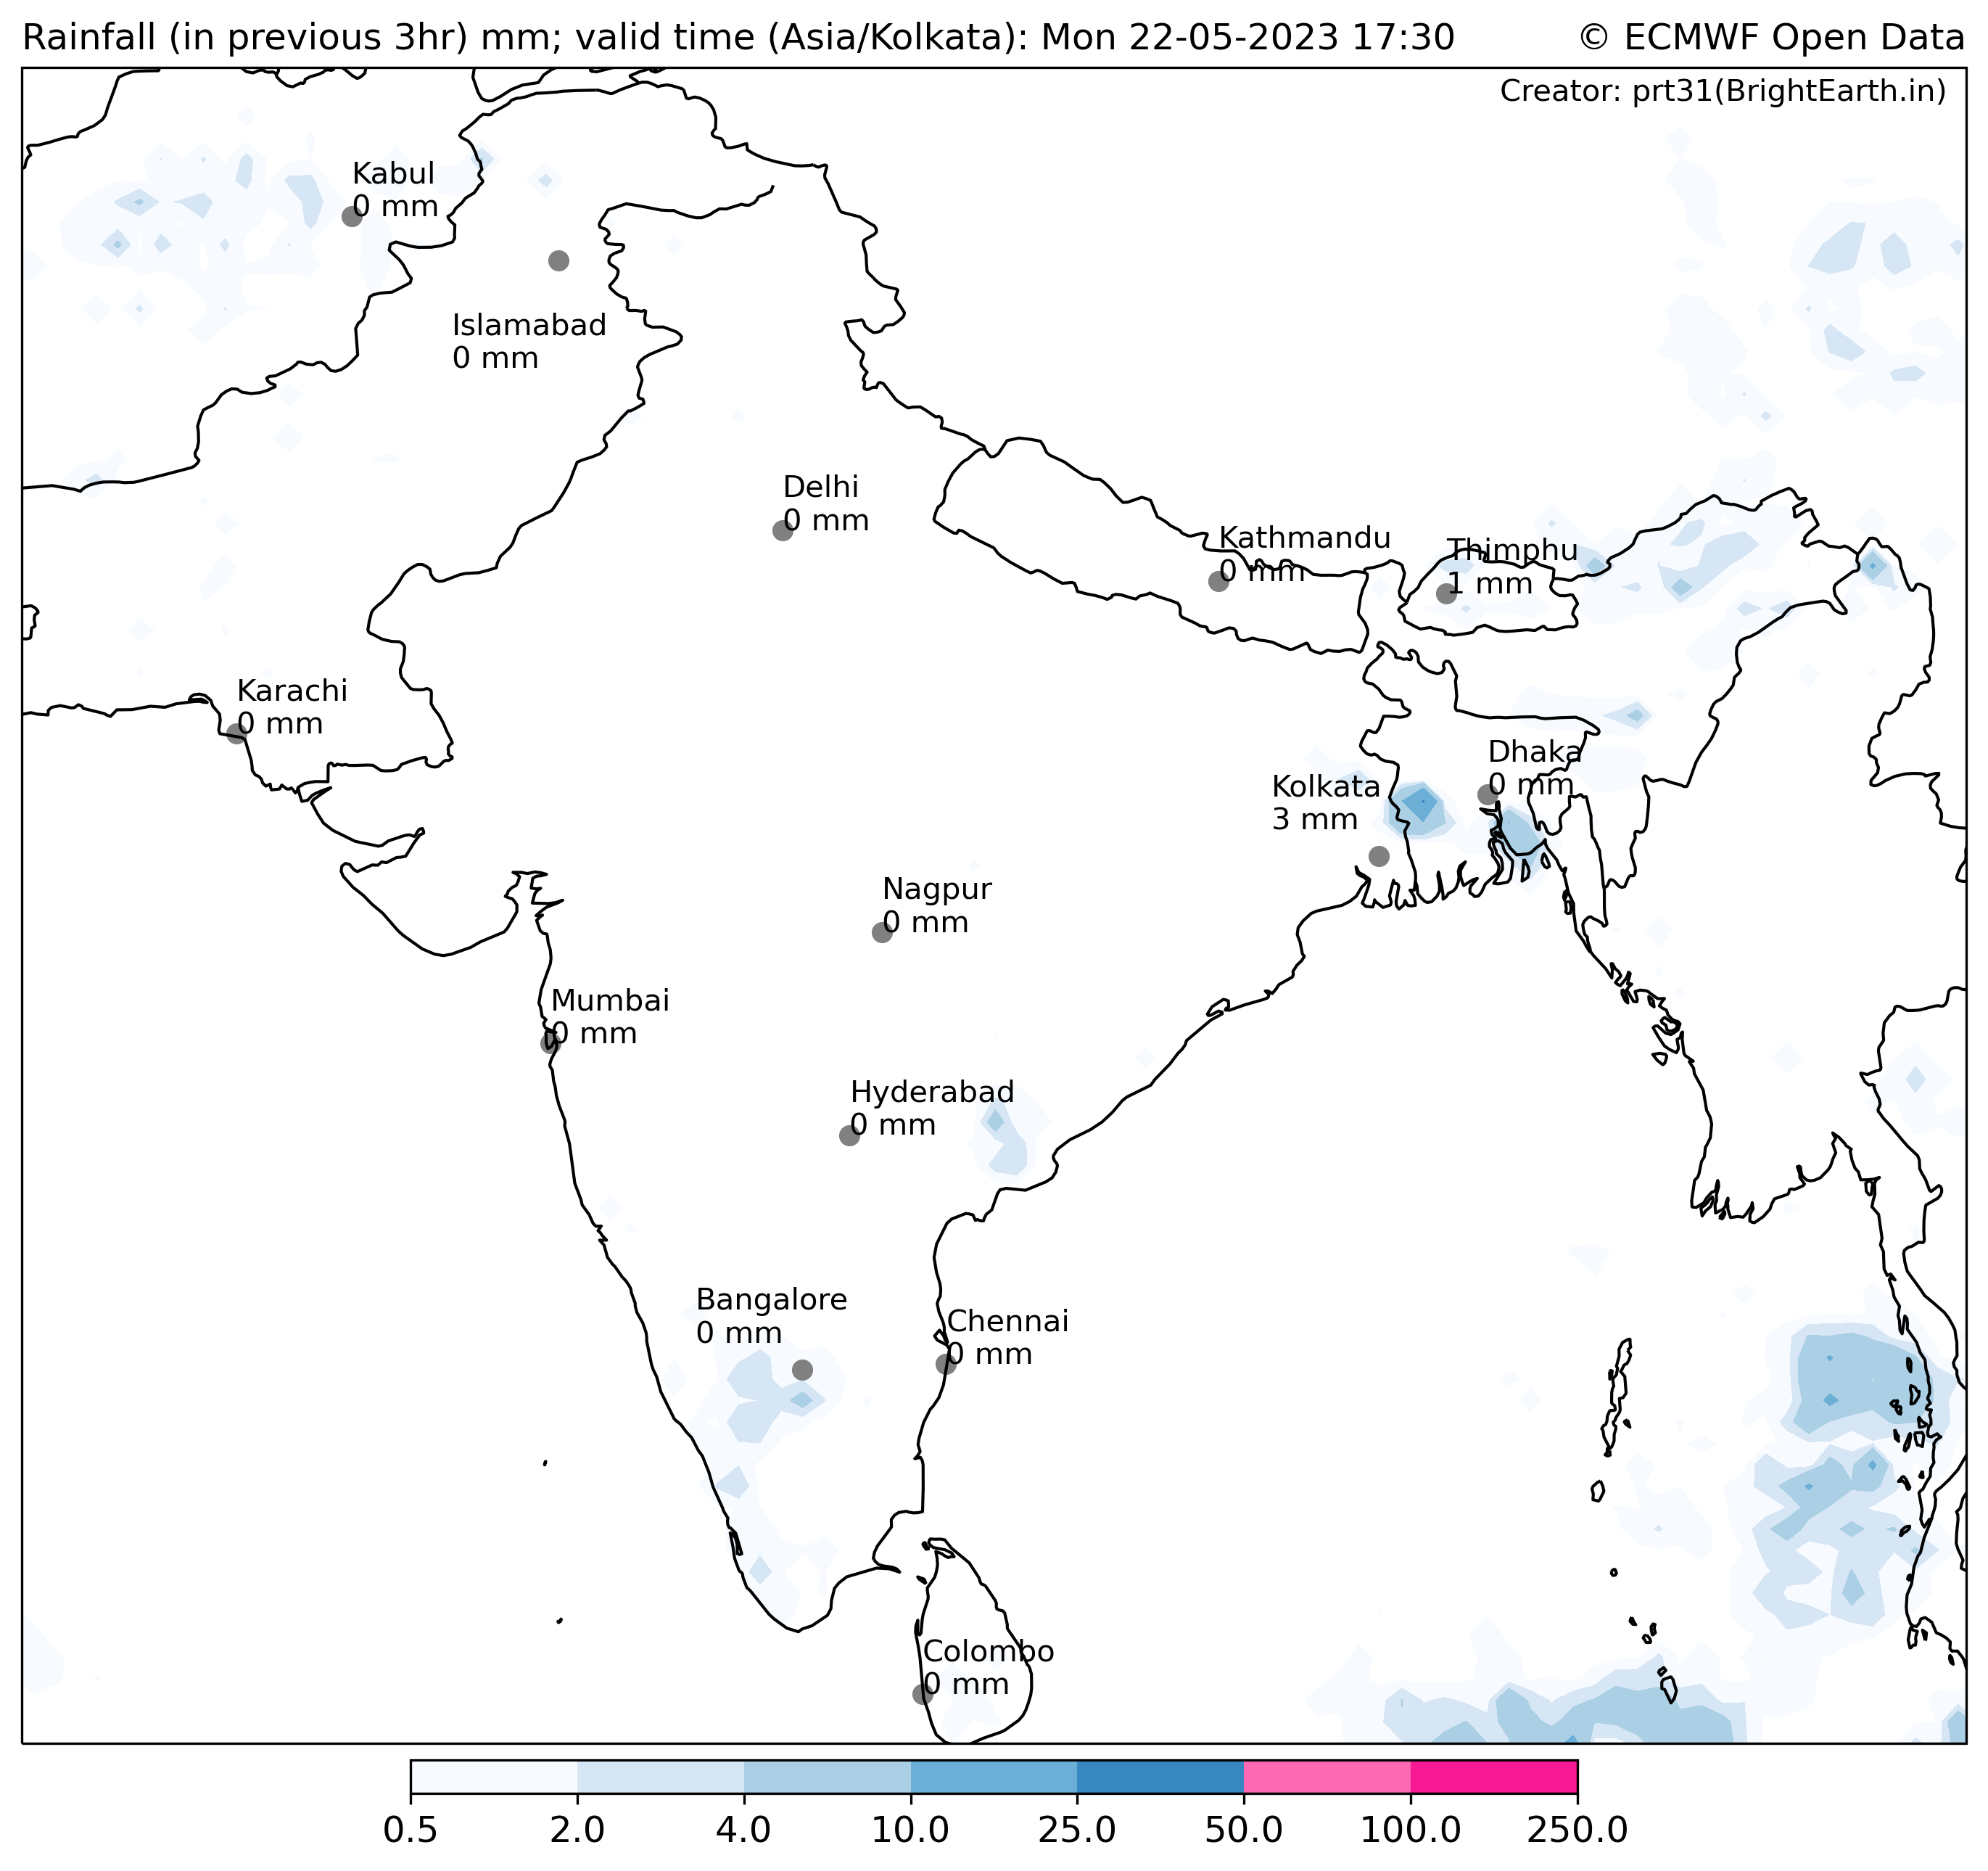 Rainfall (in previous 3hr) mm; valid time (Asia/Kolkata): Mon 22-05-2023 17:30
© ECMWF Open Data
Creator: prt31(BrightEarth.in)
Kabul
0 mm
Islamabad
0 mm
Delhi
0 mm
Kathmandu
0 mm
Thimphu
1 mm
Karachi
0 mm
Dhaka
0 mm
Kolkata
3 mm
Nagpur
0 mm
Mumbai
0 mm
Hyderabad
0 mm
Bangalore
0 mm
Chennai
0 mm
Colombo
0 mm
0.5 2.0 4.0 10.0 25.0 50.0 100.0 250.0